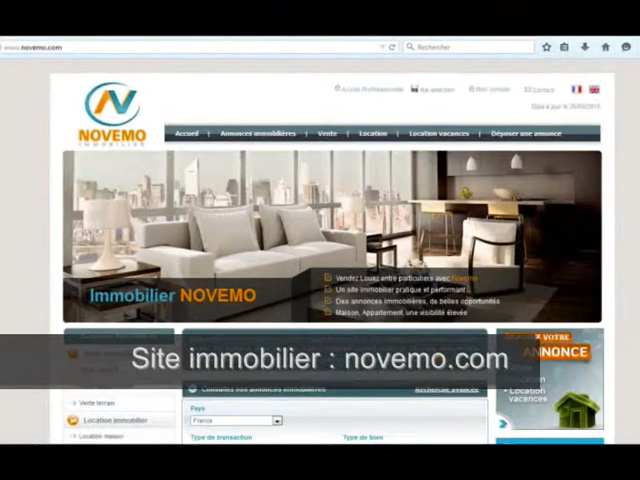 www.novemo.com
Rechercher
Accès Professionnels Ma sélection Mon compte Contact
NOVEMO
IMMOBILIER
Accueil | Annonces immobilières | Vente | Location | Location vacances | Déposer une annonce
Immobilier NOVEMO
Vendez Louez entre particuliers avec Novemo
Un site immobilier pratique et performant
Des annonces immobilières, de belles opportunités
Maison, Appartement, une visibilité élevée
VOTRE
ANNONCE
Site immobilier : novemo.com
Location
vacances
Consultez nos annonces immobilières
Recherche avancée
Vente terrain
Location immobilier
Location maison
Pays
France
Type de transaction
Type de bien